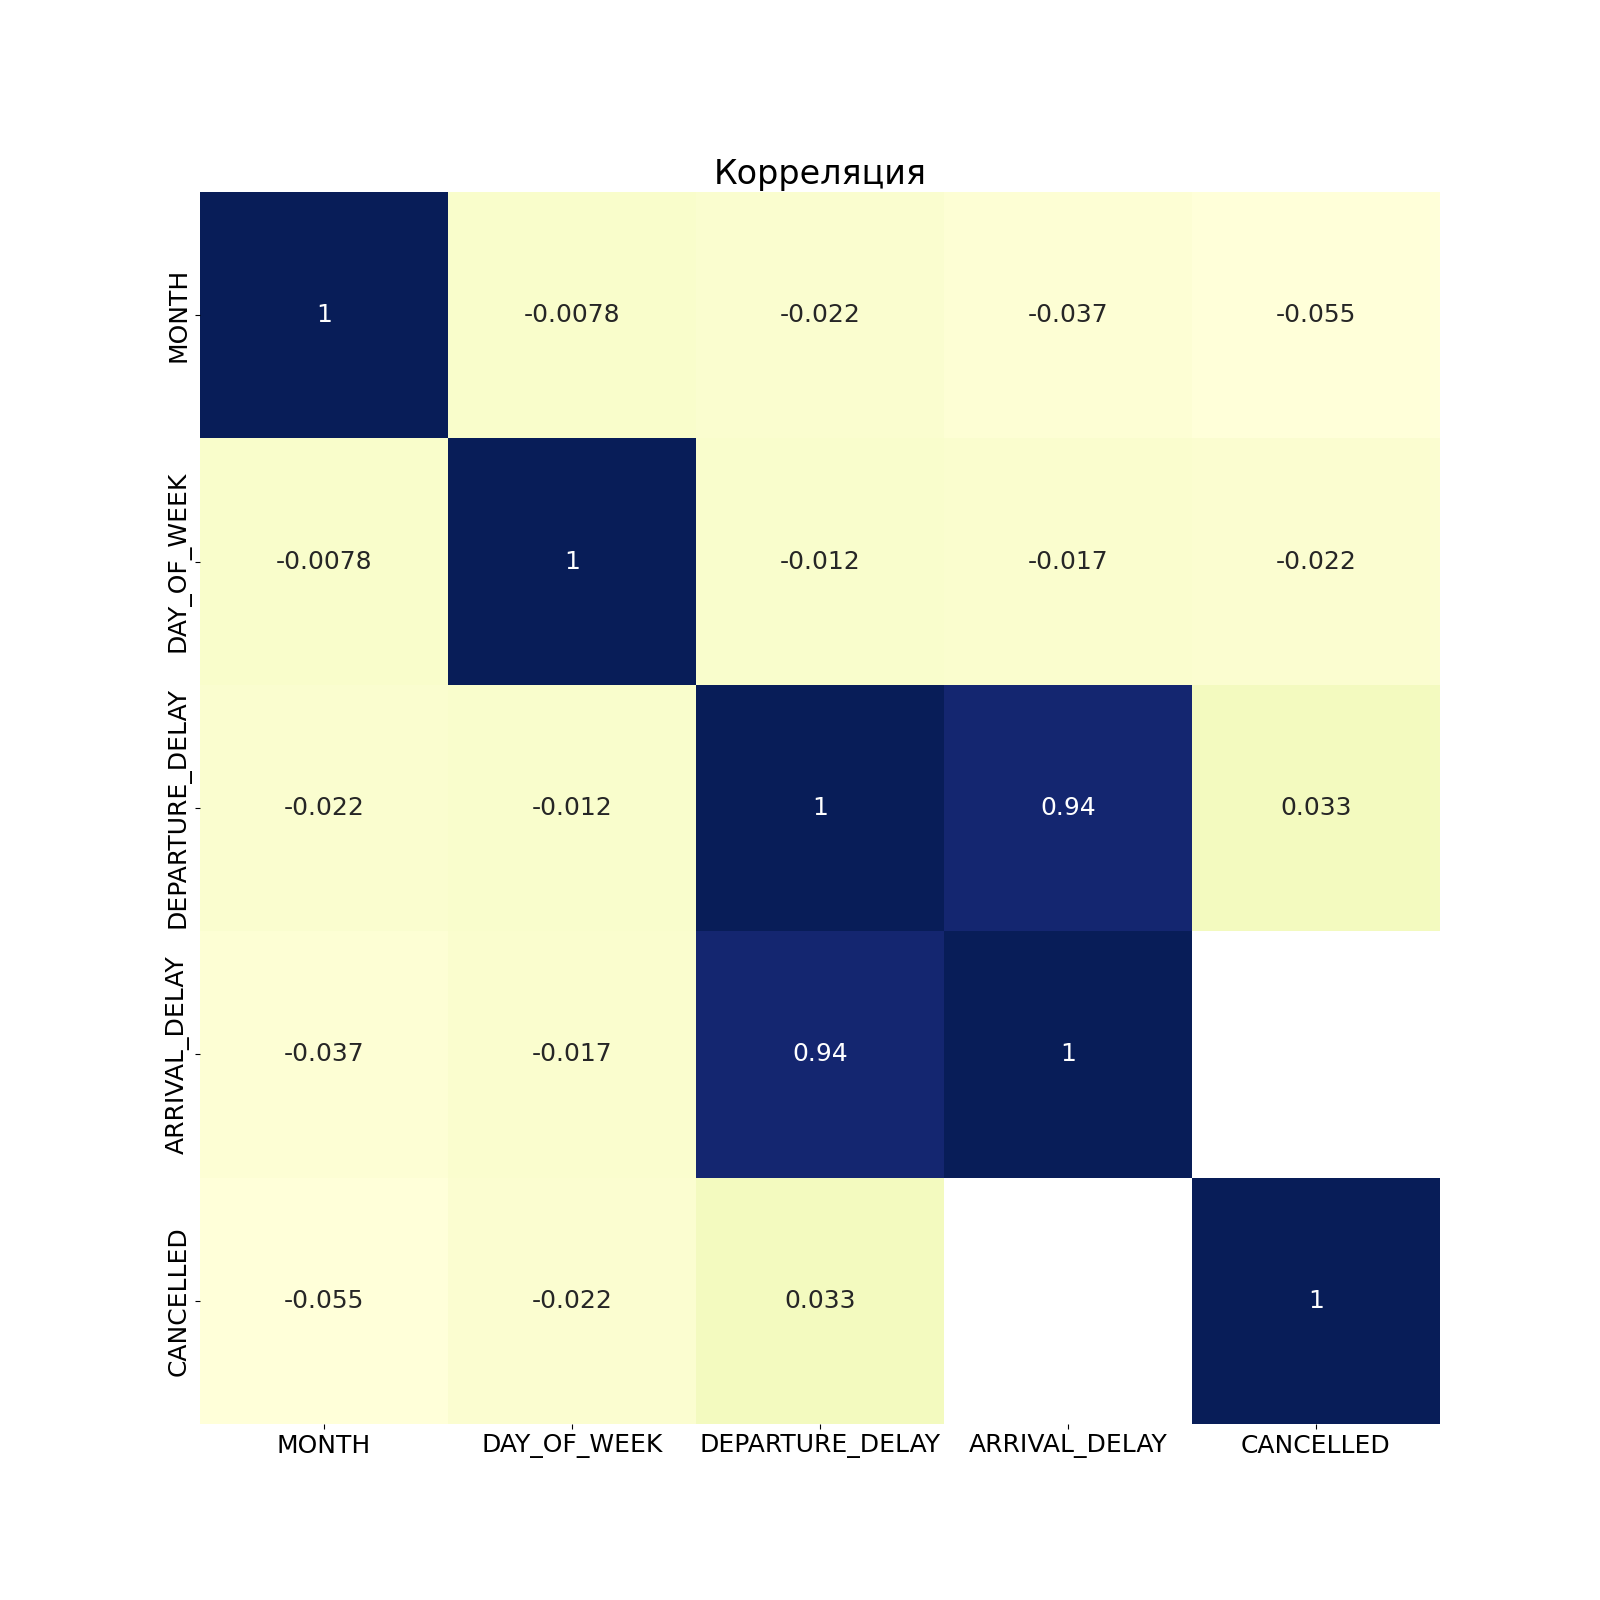 Корреляция
MONTH
1
-0.0078
-0.022
-0.037
-0.055
DAY_OF_WEEK
-0.0078
1
-0.012
-0.017
-0.022
DEPARTURE_DELAY
-0.022
-0.012
1
0.94
0.033
ARRIVAL_DELAY
-0.037
-0.017
0.94
1
CANCELLED
-0.055
-0.022
0.033
1
MONTH
DAY_OF_WEEK
DEPARTURE_DELAY
ARRIVAL_DELAY
CANCELLED